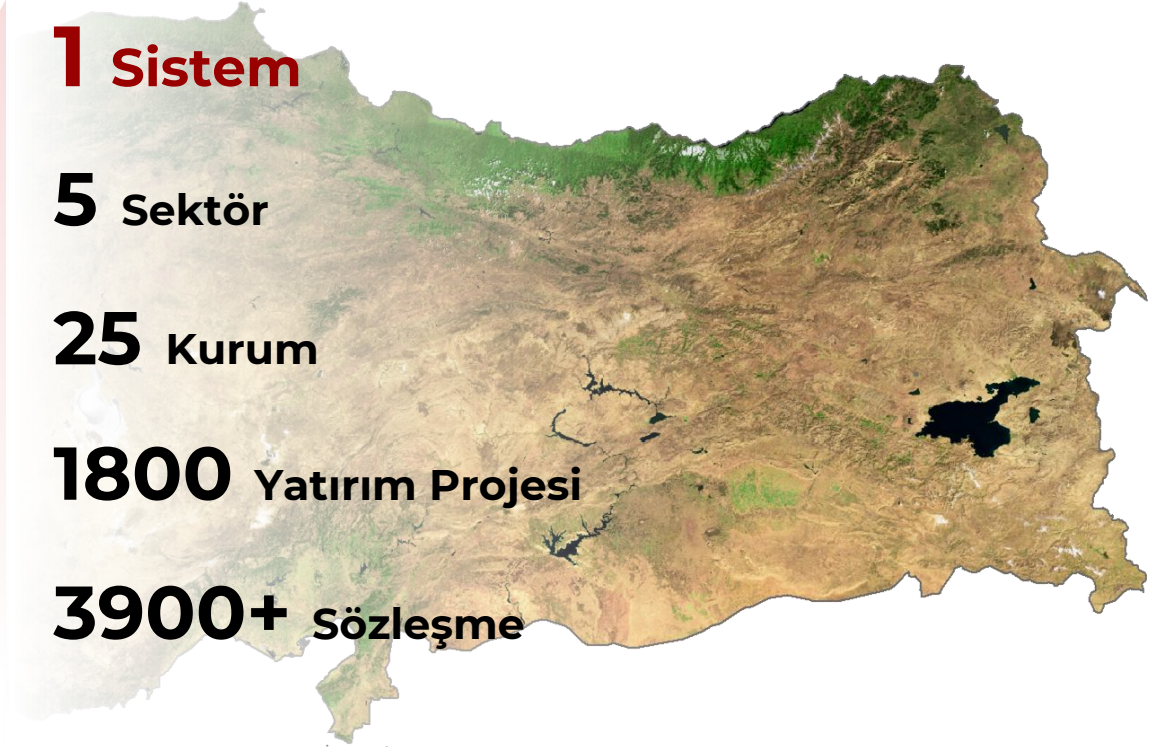 1 Sistem
5 Sektör
25 Kurum
1800 Yatırım Projesi
3900+ Sözleşme